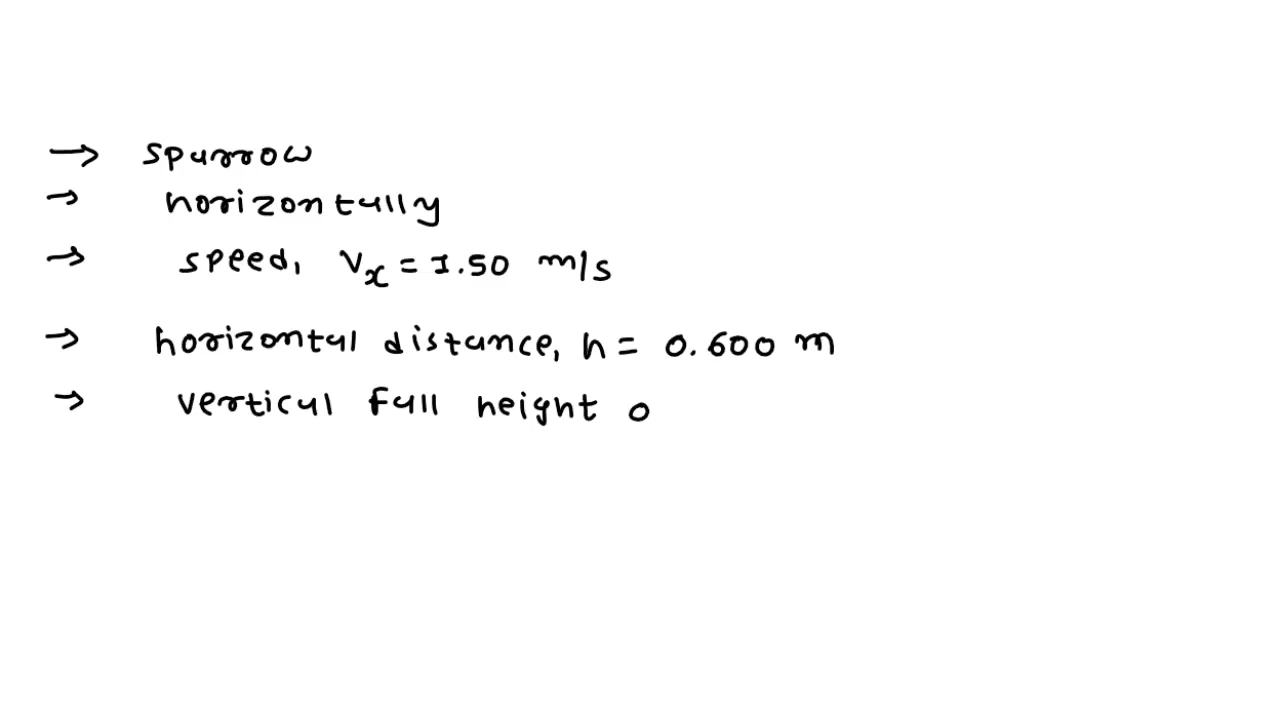 → sparrow
→ horizontally
→ speed, Vx = 1.50 m/s
→ horizontal distance, h = 0.600 m
→ vertical fall height o